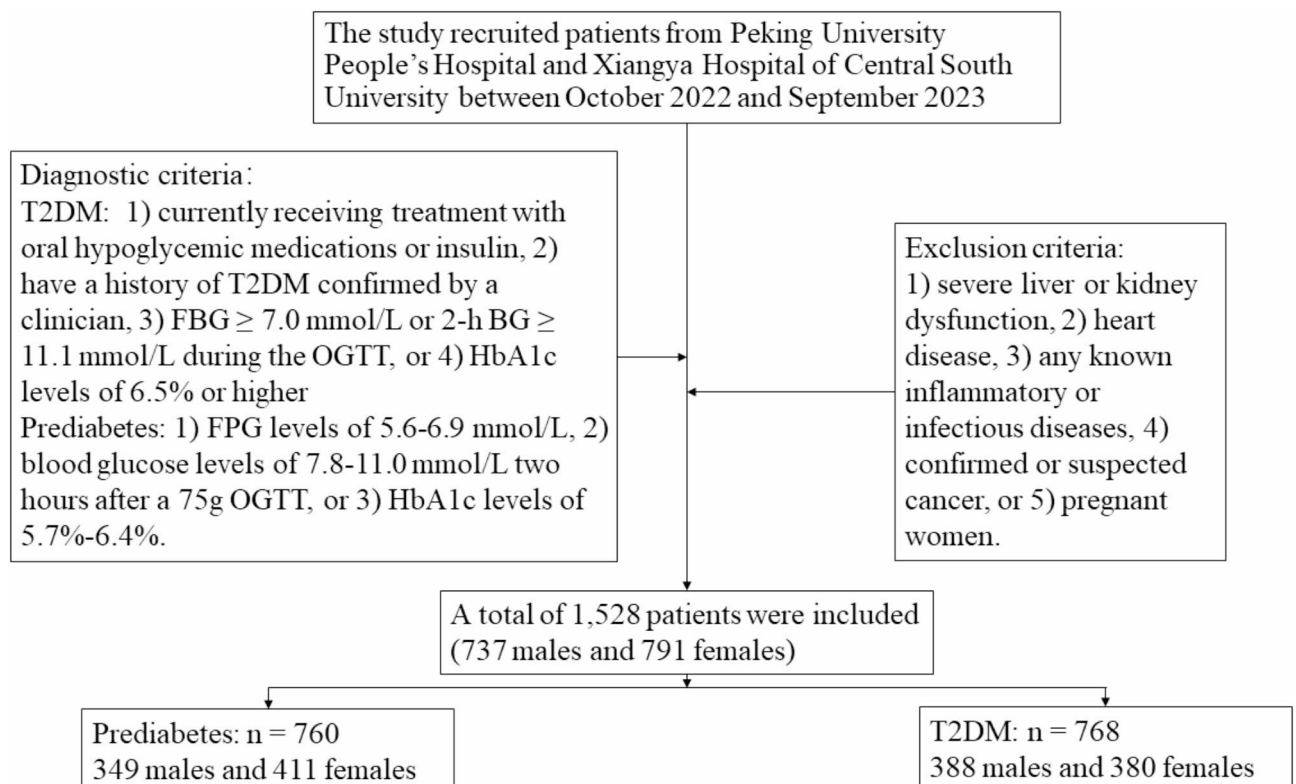 The study recruited patients from Peking University
People's Hospital and Xiangya Hospital of Central South
University between October 2022 and September 2023
Diagnostic criteria:
T2DM: 1) currently receiving treatment with
oral hypoglycemic medications or insulin, 2)
have a history of T2DM confirmed by a
clinician, 3) FBG ≥ 7.0 mmol/L or 2-h BG ≥
11.1 mmol/L during the OGTT, or 4) HbA1c
levels of 6.5% or higher
Prediabetes: 1) FPG levels of 5.6-6.9 mmol/L, 2)
blood glucose levels of 7.8-11.0 mmol/L two
hours after a 75g OGTT, or 3) HbA1c levels of
5.7%-6.4%.
Exclusion criteria:
1) severe liver or kidney
dysfunction, 2) heart
disease, 3) any known
inflammatory or
infectious diseases, 4)
confirmed or suspected
cancer, or 5) pregnant
women.
A total of 1,528 patients were included
(737 males and 791 females)
Prediabetes: n = 760
349 males and 411 females
T2DM: n = 768
388 males and 380 females